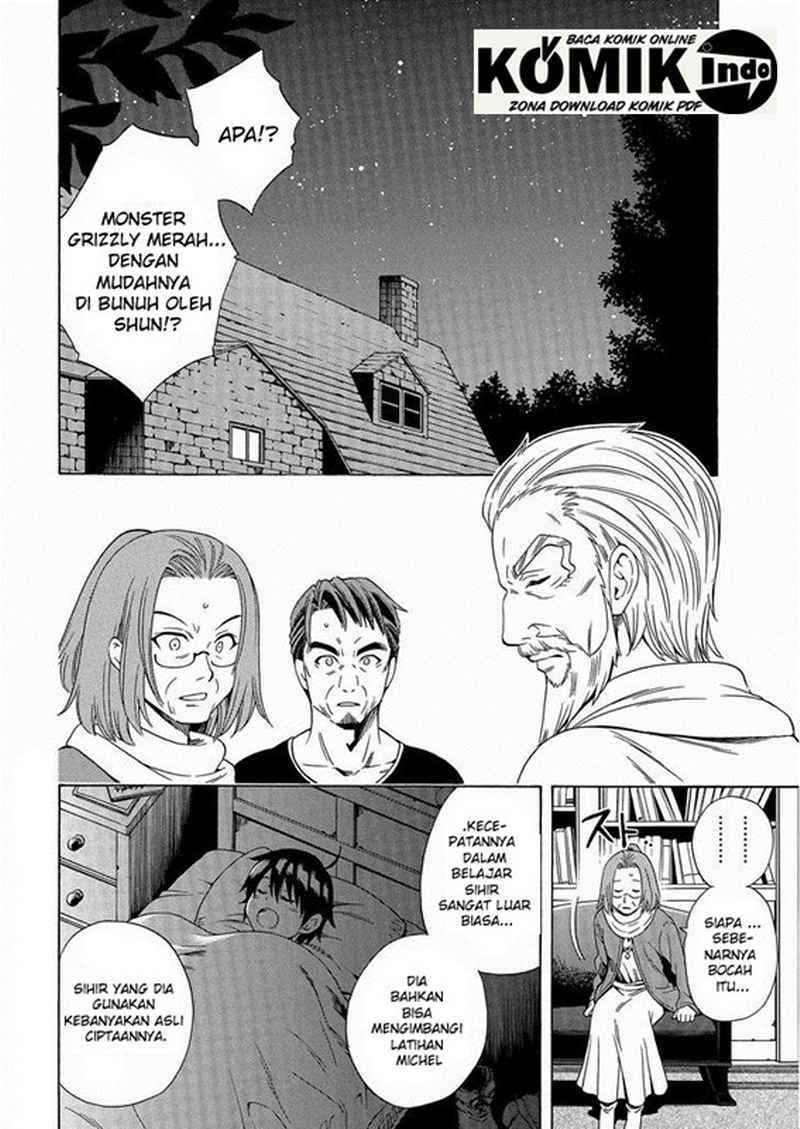 BACA KOMIK ONLINE
KOMIK indo
ZONA DOWNLOAD KOMIK PDF
APA!?
MONSTER
GRIZZLY MERAH...
DENGAN
MUDAHNYA
DI BUNUH OLEH
SHUN!?
.KECE-
PATANNYA
DALAM
BELAJAR
SIHIR
SANGAT LUAR
BIASA...
DIA
BAHKAN
BISA
MENGIMBANGI
LATIHAN
MICHEL
SIHIR YANG DIA
GUNAKAN
KEBANYAKAN ASLI
CIPTAANNYA.
スト
......
SIAPA ...
SEBE-
NARNYA
BOCAH
ITU...